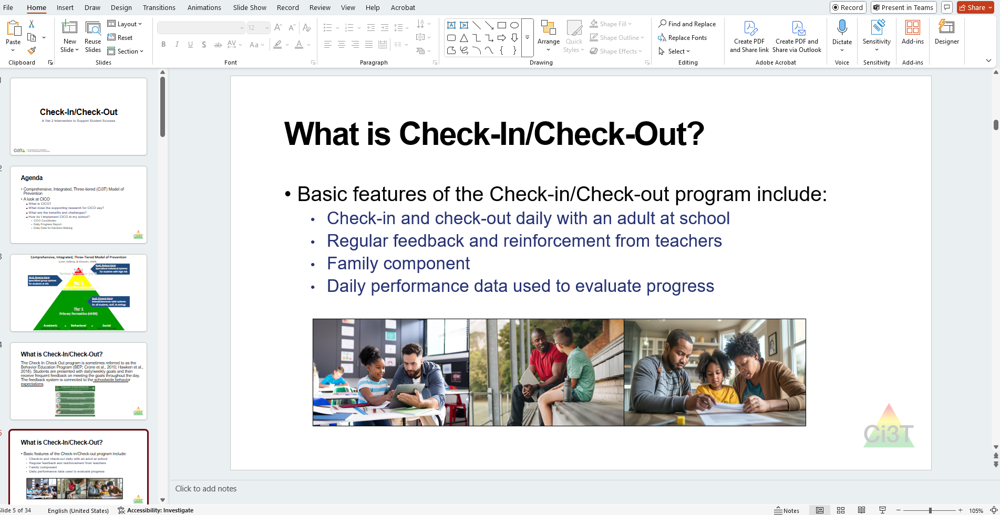 File Home Insert Draw Design Transitions Animations Slide Show Record Review View Help Acrobat
Record Present in Teams Share
Paste
New Slide
Reuse Slides
Layout
Reset
Section
12
B I U S ab AV Aa A
Arrange
Quick Styles
Shape Fill
Shape Outline
Shape Effects
Find and Replace
Replace Fonts
Select
Create PDF and Share link
Create PDF and Share via Outlook
Dictate
Sensitivity
Add-ins
Designer
Clipboard Slides Font Paragraph Drawing Editing Adobe Acrobat Voice Sensitivity Add-ins
Check-In/Check-Out
A Tier 2 Intervention to Support Student Success
Ci3T
2
Agenda
• Comprehensive, Integrated, Three-tiered (Ci3T) Model of
Prevention
• A look at CICO
What is CICO?
What does the supporting research for CICO say?
What are the benefits and challenges?
How do I implement CICO in my school?
CICO Coordinator
Daily Progress Report
Daily Data for Decision Making
Ci3T
3
Comprehensive, Integrated, Three-Tiered Model of Prevention
(Lane, Kalberg, & Menzies, 2009)
Goal: Reduce Harm
Specialized individual systems
for students with high risk
Goal: Reverse Harm
Specialized group systems
for students at risk
Goal: Prevent Harm
School/classroom-wide systems
for all students, staff, & settings
Tier 1
Primary Prevention (≈80%)
Academic • Behavioral • Social
4
What is Check-In/Check-Out?
The Check In Check Out program is sometimes referred to as the
Behavior Education Program (BEP; Crone et al., 2010; Hawken et al.,
2016). Students are presented with daily/weekly goals and then
receive frequent feedback on meeting the goals throughout the day.
The feedback system is connected to the schoolwide behavior
expectations.
Ci3T
5
What is Check-In/Check-Out?
• Basic features of the Check-in/Check-out program include:
• Check-in and check-out daily with an adult at school
• Regular feedback and reinforcement from teachers
• Family component
• Daily performance data used to evaluate progress
Ci3T
What is Check-In/Check-Out?
• Basic features of the Check-in/Check-out program include:
• Check-in and check-out daily with an adult at school
• Regular feedback and reinforcement from teachers
• Family component
• Daily performance data used to evaluate progress
Ci3T
Click to add notes
Slide 5 of 34 English (United States) Accessibility: Investigate Notes 105%